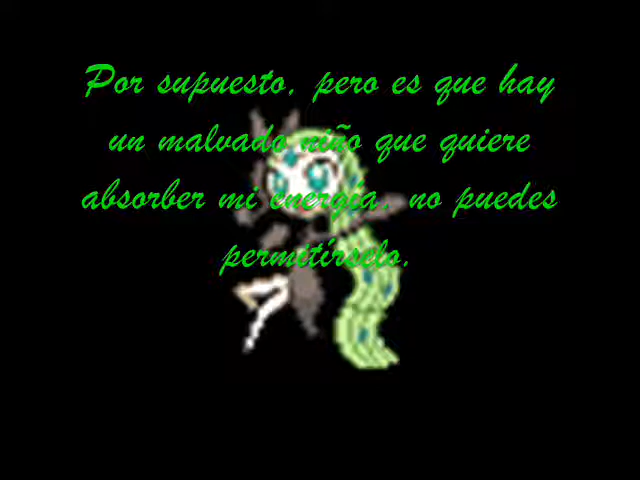 Por supuesto, pero es que hay
un malvado niño que quiere
absorber mi energía, no puedes
permitírselo.